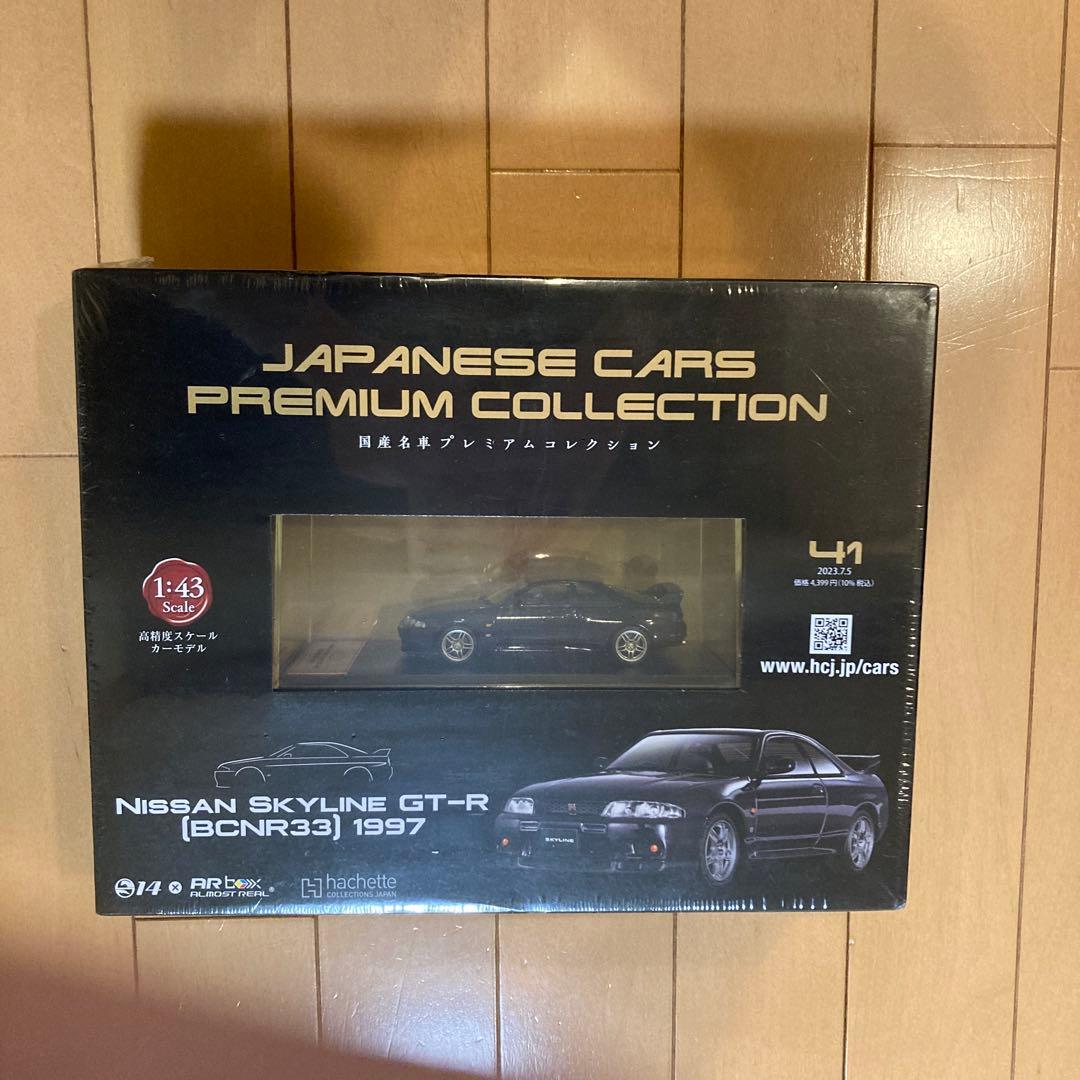 JAPANESE CARS
PREMIUM COLLECTION
国産名車プレミアムコレクション
41
2023.7.5
価格 4,399円(10%税込)
1:43
Scale
高精度スケール
カーモデル
www.hcj.jp/cars
NISSAN SKYLINE GT-R
(BCNR33) 1997
SKYLINE
14 × AR box
ALMOST REAL®
hachette
COLLECTIONS JAPAN